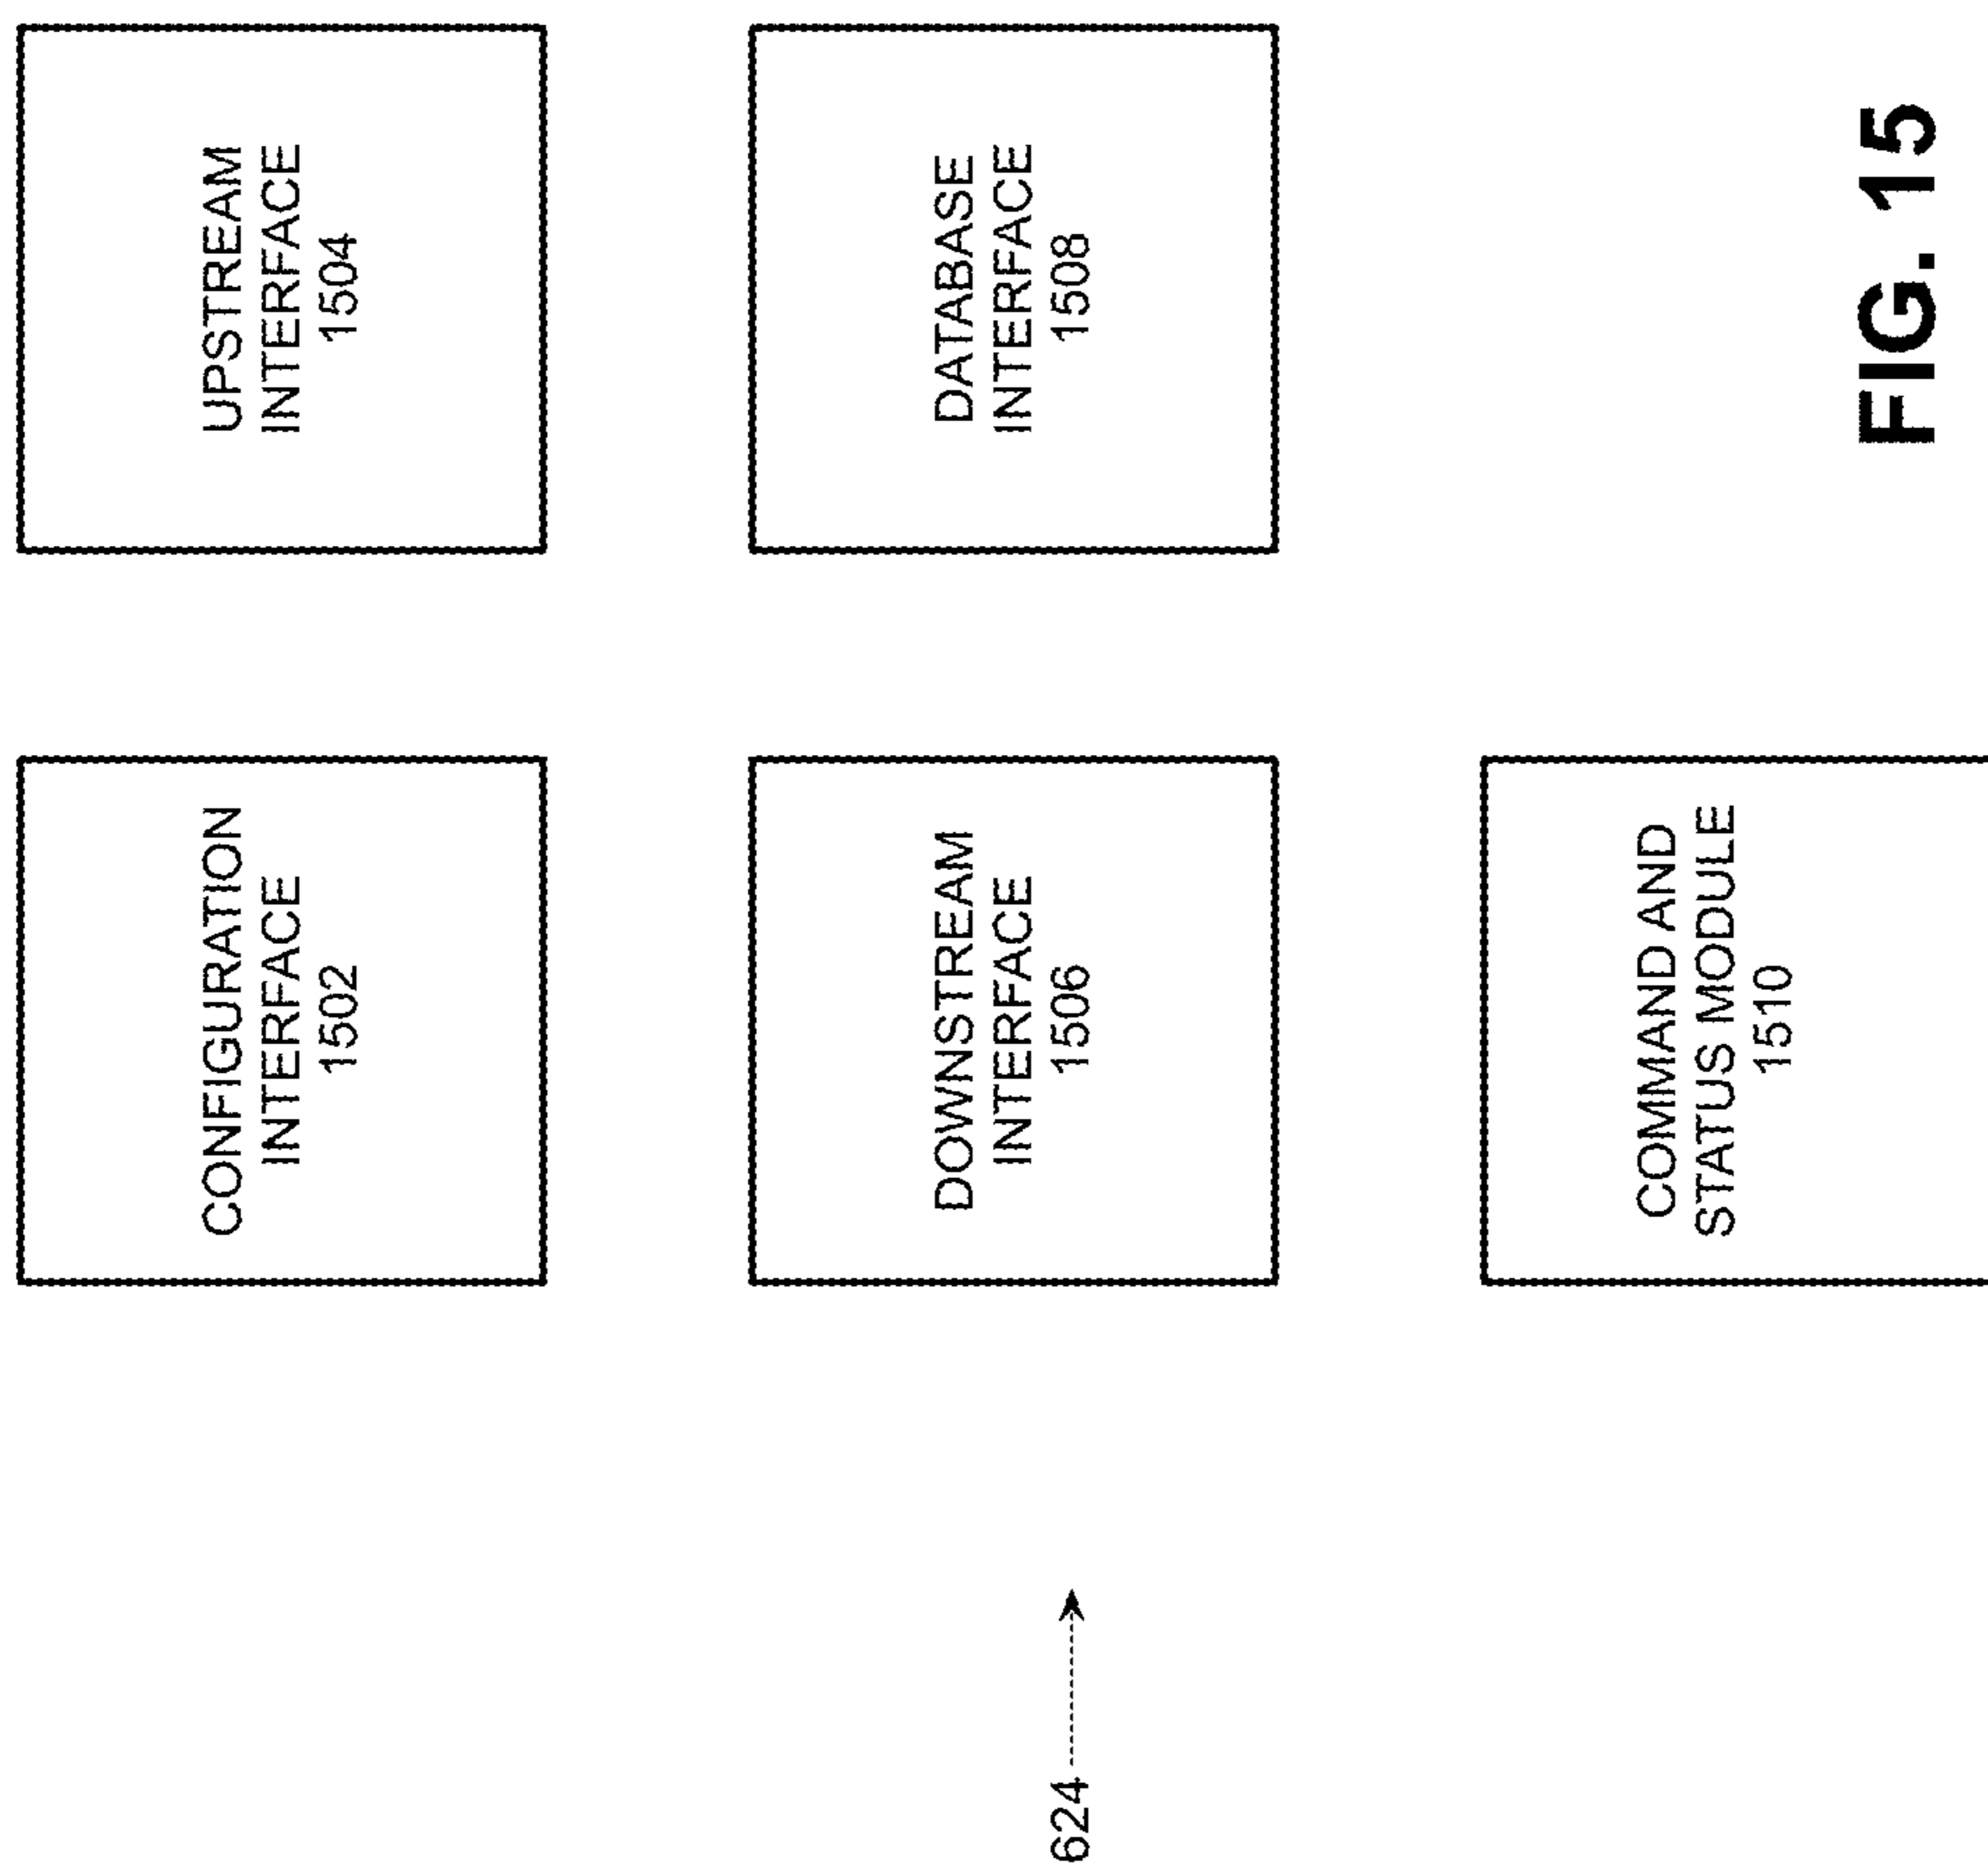 CONFIGURATION
INTERFACE
1502
UPSTREAM
INTERFACE
1504
DOWNSTREAM
INTERFACE
1506
DATABASE
INTERFACE
1508
COMMAND AND
STATUS MODULE
1510
624
FIG. 15